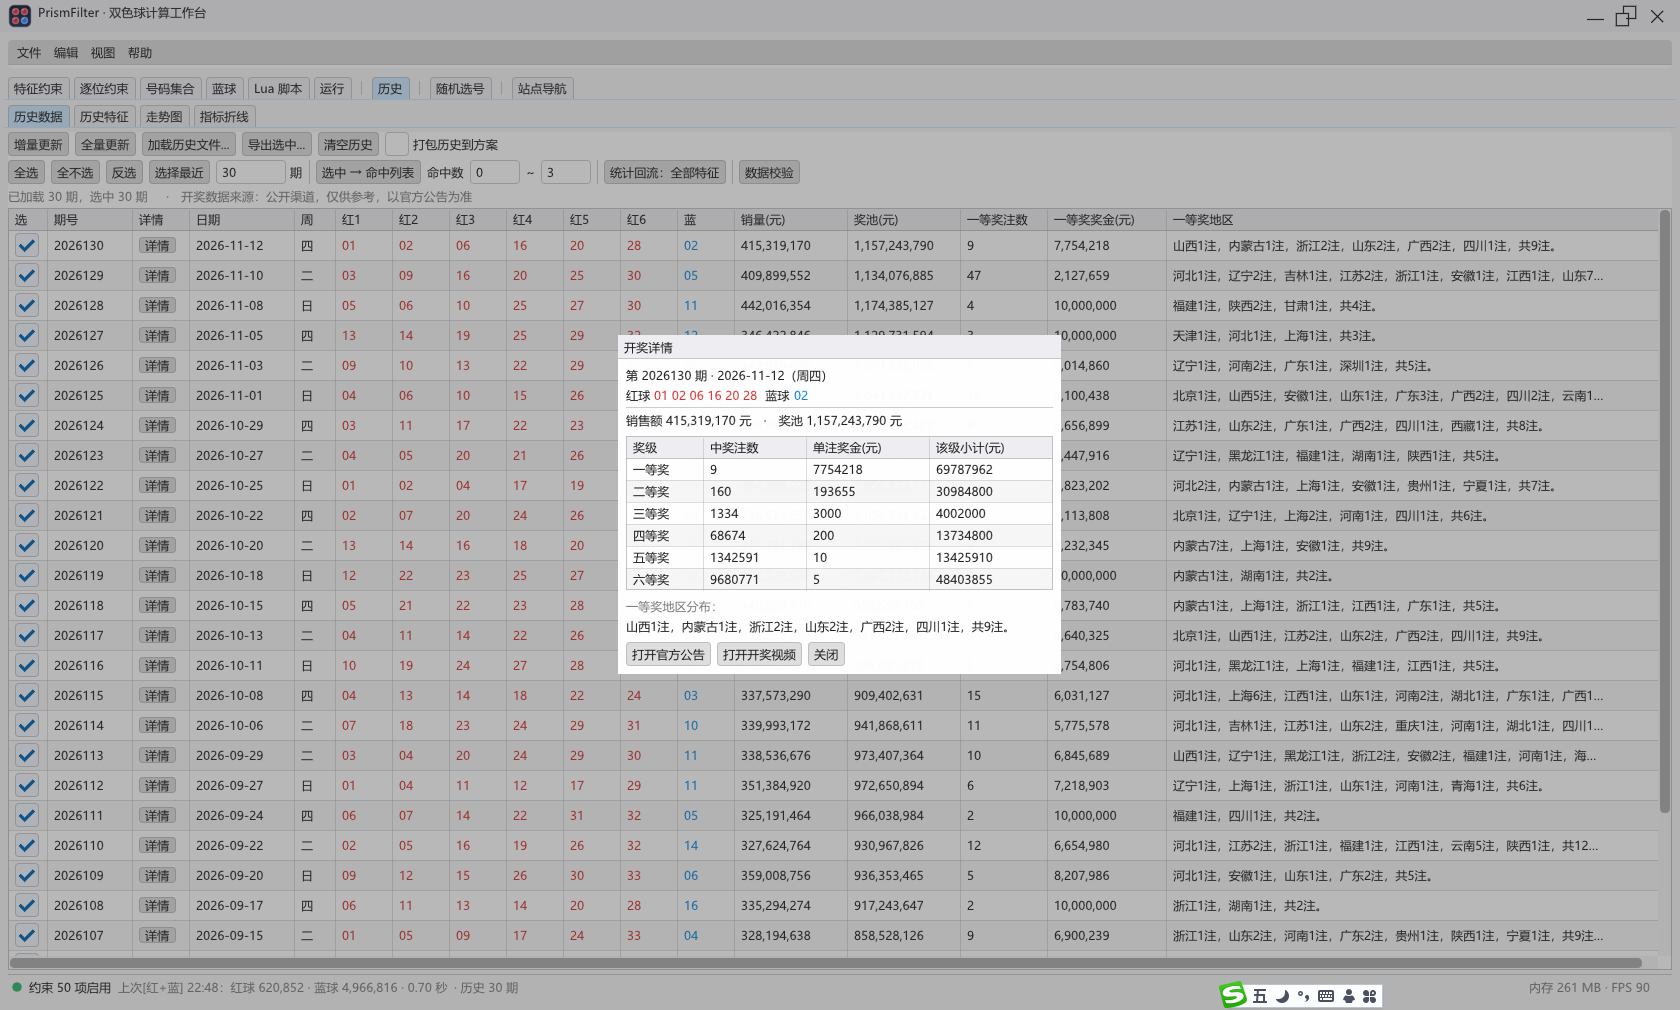 PrismFilter · 双色球计算工作台
文件 编辑 视图 帮助
特征约束 逐位约束 号码集合 蓝球 Lua 脚本 运行 历史 随机选号 站点导航
历史数据 历史特征 走势图 指标折线
增量更新 全量更新 加载历史文件... 导出选中... 清空历史 打包历史到方案
全选 全不选 反选 选择最近 30 期 选中 → 命中列表 命中数 0 ~ 3 统计回流：全部特征 数据校验
已加载 30 期，选中 30 期 · 开奖数据来源：公开渠道，仅供参考，以官方公告为准
选 期号 详情 日期 周 红1 红2 红3 红4 红5 红6 蓝 销量(元) 奖池(元) 一等奖注数 一等奖奖金(元) 一等奖地区
2026130 详情 2026-11-12 四 01 02 06 16 20 28 02 415,319,170 1,157,243,790 9 7,754,218 山西1注，内蒙古1注，浙江2注，山东2注，广西2注，四川1注，共9注。
2026129 详情 2026-11-10 二 03 09 16 20 25 30 05 409,899,552 1,134,076,885 47 2,127,659 河北1注，辽宁2注，吉林1注，江苏2注，浙江1注，安徽1注，江西1注，山东7...
2026128 详情 2026-11-08 日 05 06 10 25 27 30 11 442,016,354 1,174,385,127 4 10,000,000 福建1注，陕西2注，甘肃1注，共4注。
2026127 详情 2026-11-05 四 13 14 19 25 29 10,000,000 天津1注，河北1注，上海1注，共3注。
2026126 详情 2026-11-03 二 09 10 13 22 29 ,014,860 辽宁1注，河南2注，广东1注，深圳1注，共5注。
2026125 详情 2026-11-01 日 04 06 10 15 26 ,100,438 北京1注，山西5注，安徽1注，山东1注，广东3注，广西2注，四川2注，云南1...
2026124 详情 2026-10-29 四 03 11 17 22 23 ,656,899 江苏1注，山东2注，广东1注，广西2注，四川1注，西藏1注，共8注。
2026123 详情 2026-10-27 二 04 05 20 21 26 ,447,916 辽宁1注，黑龙江1注，福建1注，湖南1注，陕西1注，共5注。
2026122 详情 2026-10-25 日 01 02 04 17 19 ,823,202 河北2注，内蒙古1注，上海1注，安徽1注，贵州1注，宁夏1注，共7注。
2026121 详情 2026-10-22 四 02 07 20 24 26 ,113,808 北京1注，辽宁1注，上海2注，河南1注，四川1注，共6注。
2026120 详情 2026-10-20 二 13 14 16 18 20 ,232,345 内蒙古7注，上海1注，安徽1注，共9注。
2026119 详情 2026-10-18 日 12 22 23 25 27 0,000,000 内蒙古1注，湖南1注，共2注。
2026118 详情 2026-10-15 四 05 21 22 23 28 ,783,740 内蒙古1注，上海1注，浙江1注，江西1注，广东1注，共5注。
2026117 详情 2026-10-13 二 04 11 14 22 26 ,640,325 北京1注，山西1注，江苏2注，山东2注，广西2注，四川1注，共9注。
2026116 详情 2026-10-11 日 10 19 24 27 28 ,754,806 河北1注，黑龙江1注，上海1注，福建1注，江西1注，共5注。
2026115 详情 2026-10-08 四 04 13 14 18 22 24 03 337,573,290 909,402,631 15 6,031,127 河北1注，上海6注，江西1注，山东1注，河南2注，湖北1注，广东1注，广西1...
2026114 详情 2026-10-06 二 07 18 23 24 29 31 10 339,993,172 941,868,611 11 5,775,578 河北1注，吉林1注，江苏1注，山东2注，重庆1注，河南1注，湖北1注，四川1...
2026113 详情 2026-09-29 二 03 04 20 24 29 30 11 338,536,676 973,407,364 10 6,845,689 山西1注，辽宁1注，黑龙江1注，浙江2注，安徽2注，福建1注，河南1注，海...
2026112 详情 2026-09-27 日 01 04 11 12 17 29 11 351,384,920 972,650,894 6 7,218,903 辽宁1注，上海1注，浙江1注，山东1注，河南1注，青海1注，共6注。
2026111 详情 2026-09-24 四 06 07 14 22 31 32 05 325,191,464 966,038,984 2 10,000,000 福建1注，四川1注，共2注。
2026110 详情 2026-09-22 二 02 05 16 19 26 32 14 327,624,764 930,967,826 12 6,654,980 河北1注，江苏2注，浙江1注，福建1注，江西1注，云南5注，陕西1注，共12...
2026109 详情 2026-09-20 日 09 12 15 26 30 33 06 359,008,756 936,353,465 5 8,207,986 河北1注，安徽1注，山东1注，广东2注，共5注。
2026108 详情 2026-09-17 四 06 11 13 14 20 28 16 335,294,274 917,243,647 2 10,000,000 浙江1注，湖南1注，共2注。
2026107 详情 2026-09-15 二 01 05 09 17 24 33 04 328,194,638 858,528,126 9 6,900,239 浙江1注，山东2注，河南1注，广东2注，贵州1注，陕西1注，宁夏1注，共9注...
开奖详情
第 2026130 期 · 2026-11-12（周四）
红球 01 02 06 16 20 28 蓝球 02
销售额 415,319,170 元 · 奖池 1,157,243,790 元
奖级 中奖注数 单注奖金(元) 该级小计(元)
一等奖 9 7754218 69787962
二等奖 160 193655 30984800
三等奖 1334 3000 4002000
四等奖 68674 200 13734800
五等奖 1342591 10 13425910
六等奖 9680771 5 48403855
一等奖地区分布：
山西1注，内蒙古1注，浙江2注，山东2注，广西2注，四川1注，共9注。
打开官方公告 打开开奖视频 关闭
约束 50 项启用 上次[红+蓝] 22:48：红球 620,852 · 蓝球 4,966,816 · 0.70 秒 · 历史 30 期
五
内存 261 MB · FPS 90